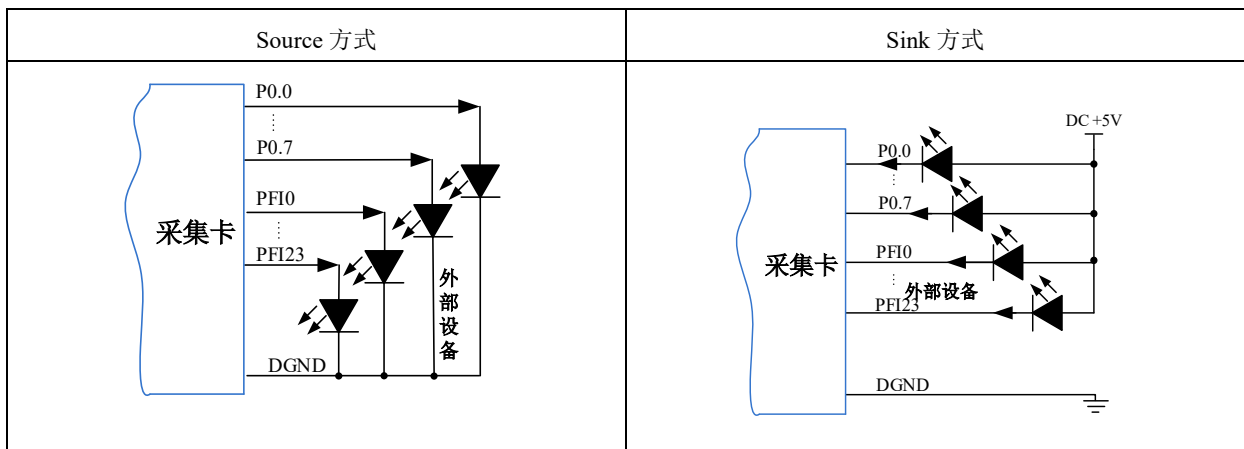 Source 方式
Sink 方式
P0.0
⋮
P0.7
PFI0
⋮
PFI23
采集卡
外部设备
DGND
DC +5V
P0.0
⋮
P0.7
PFI0
⋮
外部设备
PFI23
采集卡
DGND